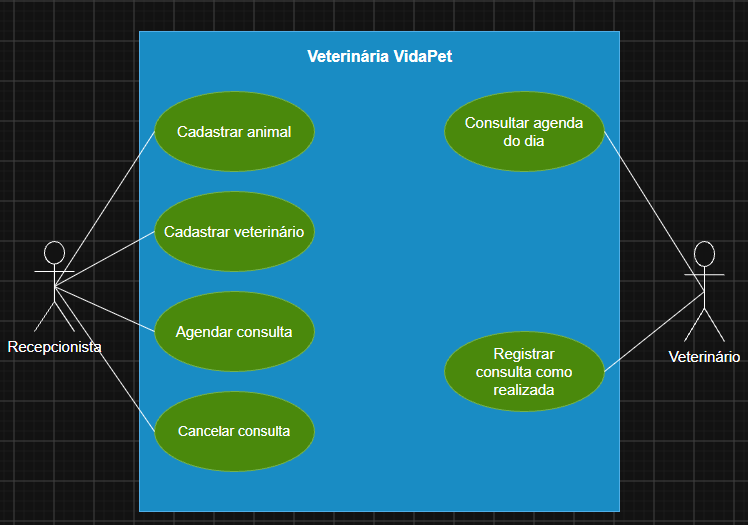 Veterinária VidaPet
Cadastrar animal
Consultar agenda
do dia
Cadastrar veterinário
Agendar consulta
Recepcionista
Veterinário
Registrar
consulta como
realizada
Cancelar consulta